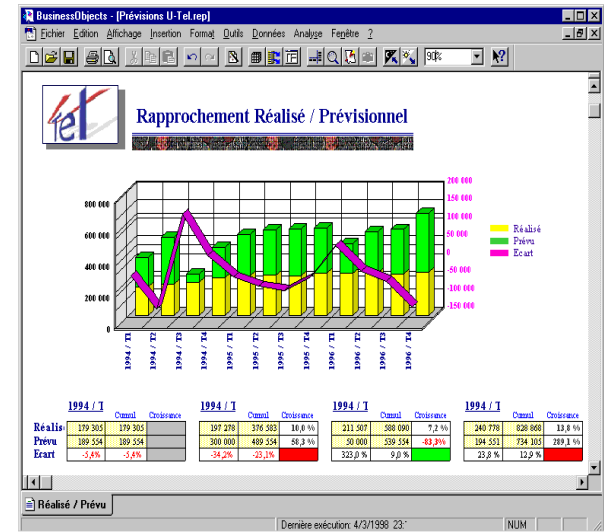 BusinessObjects - [Prévisions U-Tel.rep]
Fichier Edition Affichage Insertion Format Outils Données Analyse Fenêtre ?
90%
Tel
Rapprochement Réalisé / Prévisionnel
800 000
600 000
400 000
200 000
0
200 000
150 000
100 000
50 000
0
-50 000
-100 000
-150 000
Réalisé
Prévu
Ecart
1994 / T1
1994 / T2
1994 / T3
1994 / T4
1995 / T1
1995 / T2
1995 / T3
1995 / T4
1996 / T1
1996 / T2
1996 / T3
1996 / T4
1994 / T Cumul Croissance 1994 / T Cumul Croissance 1994 / T Cumul Croissance 1994 / T Cumul Croissance
Réalis 179 305 179 305 197 278 376 583 10,0 % 211 507 588 090 7,2 % 240 778 828 868 13,8 %
Prévu 189 554 189 554 300 000 489 554 58,3 % 50 000 539 554 -83,3% 194 551 734 105 289,1 %
Ecart -5,4% -5,4% -34,2% -23,1% 323,0 % 9,0 % 23,8 % 12,9 %
Réalisé / Prévu
Dernière exécution: 4/3/1998 23:
NUM